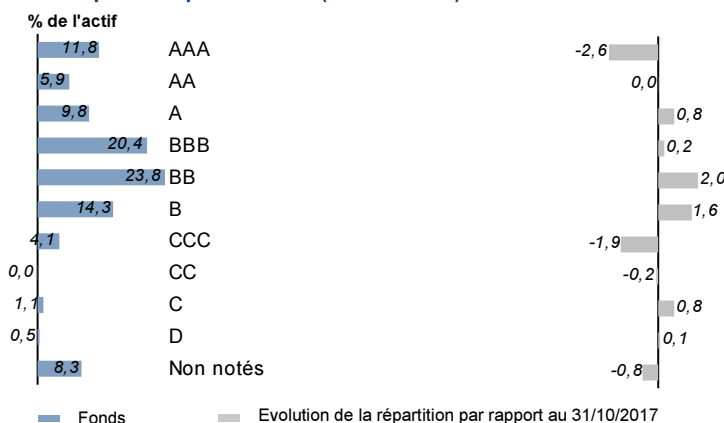 % de l'actif
11,8 AAA -2,6
5,9 AA 0,0
9,8 A 0,8
20,4 BBB 0,2
23,8 BB 2,0
14,3 B 1,6
4,1 CCC -1,9
0,0 CC -0,2
1,1 C 0,8
0,5 D 0,1
8,3 Non notés -0,8
Fonds Evolution de la répartition par rapport au 31/10/2017